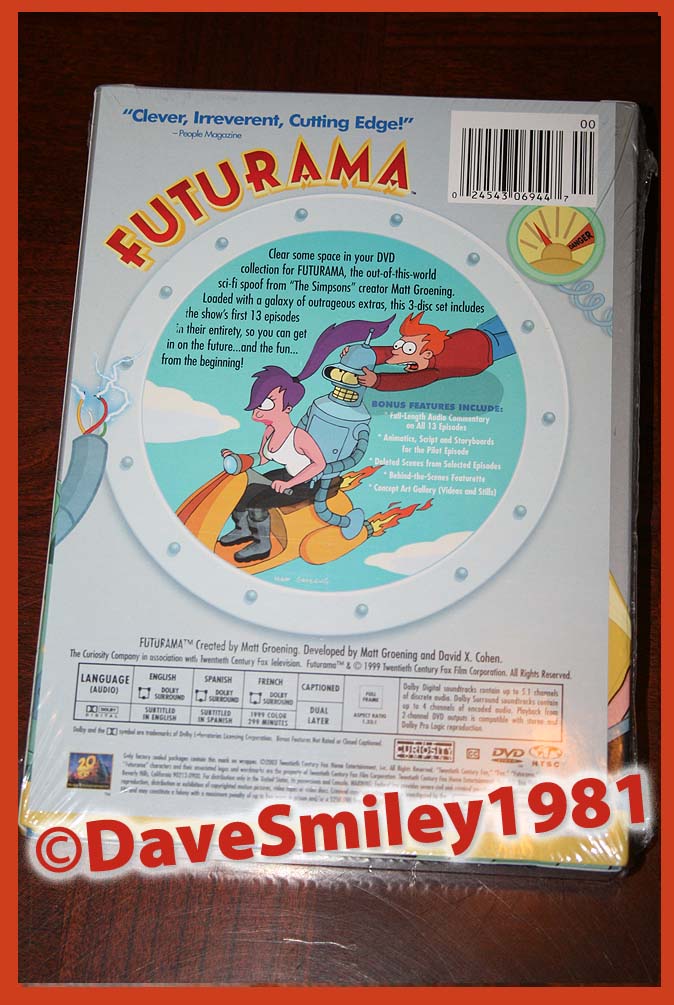 "Clever, Irreverent, Cutting Edge!"
– People Magazine
00
0 24543 06944 7
FUTURAMA™
DANGER
Clear some space in your DVD
collection for FUTURAMA, the out-of-this-world
sci-fi spoof from "The Simpsons" creator Matt Groening.
Loaded with a galaxy of outrageous extras, this 3-disc set includes
the show's first 13 episodes
in their entirety, so you can get
in on the future...and the fun...
from the beginning!
BONUS FEATURES INCLUDE:
* Full-Length Audio Commentary
on All 13 Episodes
* Animatics, Script and Storyboards
for the Pilot Episode
* Deleted Scenes from Selected Episodes
* Behind-the-Scenes Featurette
* Concept Art Gallery (Videos and Stills)
MATT GROENING
FUTURAMA™ Created by Matt Groening. Developed by Matt Groening and David X. Cohen.
The Curiosity Company in association with Twentieth Century Fox Television. Futurama™ & © 1999 Twentieth Century Fox Film Corporation. All Rights Reserved.
LANGUAGE (AUDIO)
ENGLISH DOLBY SURROUND
SPANISH DOLBY SURROUND
FRENCH DOLBY SURROUND
CAPTIONED
FULL FRAME
DOLBY DIGITAL
SUBTITLED IN ENGLISH
SUBTITLED IN SPANISH
1999 COLOR 294 MINUTES
DUAL LAYER
ASPECT RATIO 1.33:1
Dolby Digital soundtracks contain up to 5.1 channels
of discrete audio. Dolby Surround soundtracks contain
up to 4 channels of encoded audio. Playback from
2 channel DVD outputs is compatible with stereo and
Dolby Pro Logic reproduction.
Dolby and the symbol are trademarks of Dolby Laboratories Licensing Corporation. Bonus Features Not Rated or Closed Captioned.
20
THE CURIOSITY COMPANY
CC
DVD VIDEO
NTSC
©DaveSmiley1981